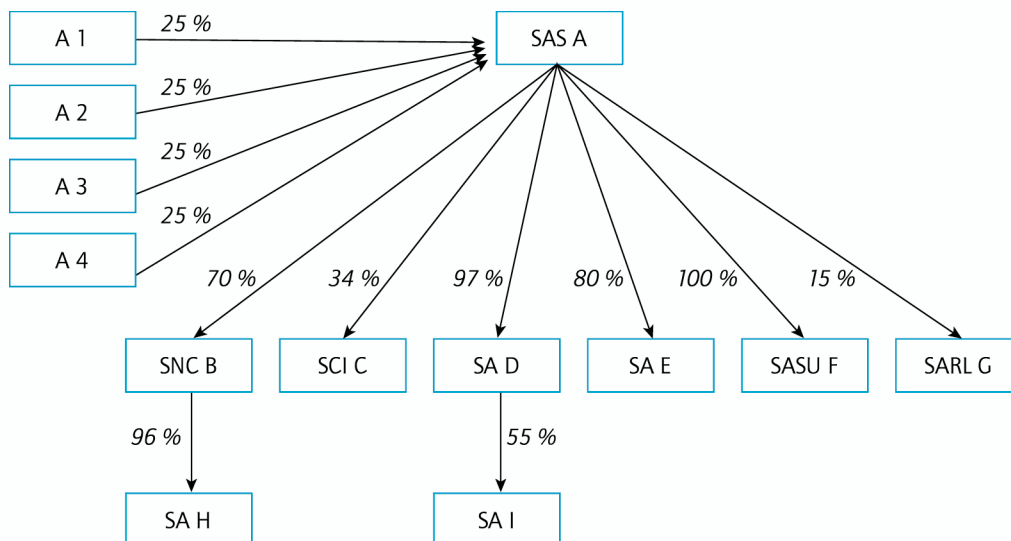 A 1
25 %
SAS A
A 2
25 %
A 3
25 %
A 4
25 %
70 %
34 %
97 %
80 %
100 %
15 %
SNC B
SCI C
SA D
SA E
SASU F
SARL G
96 %
55 %
SA H
SA I